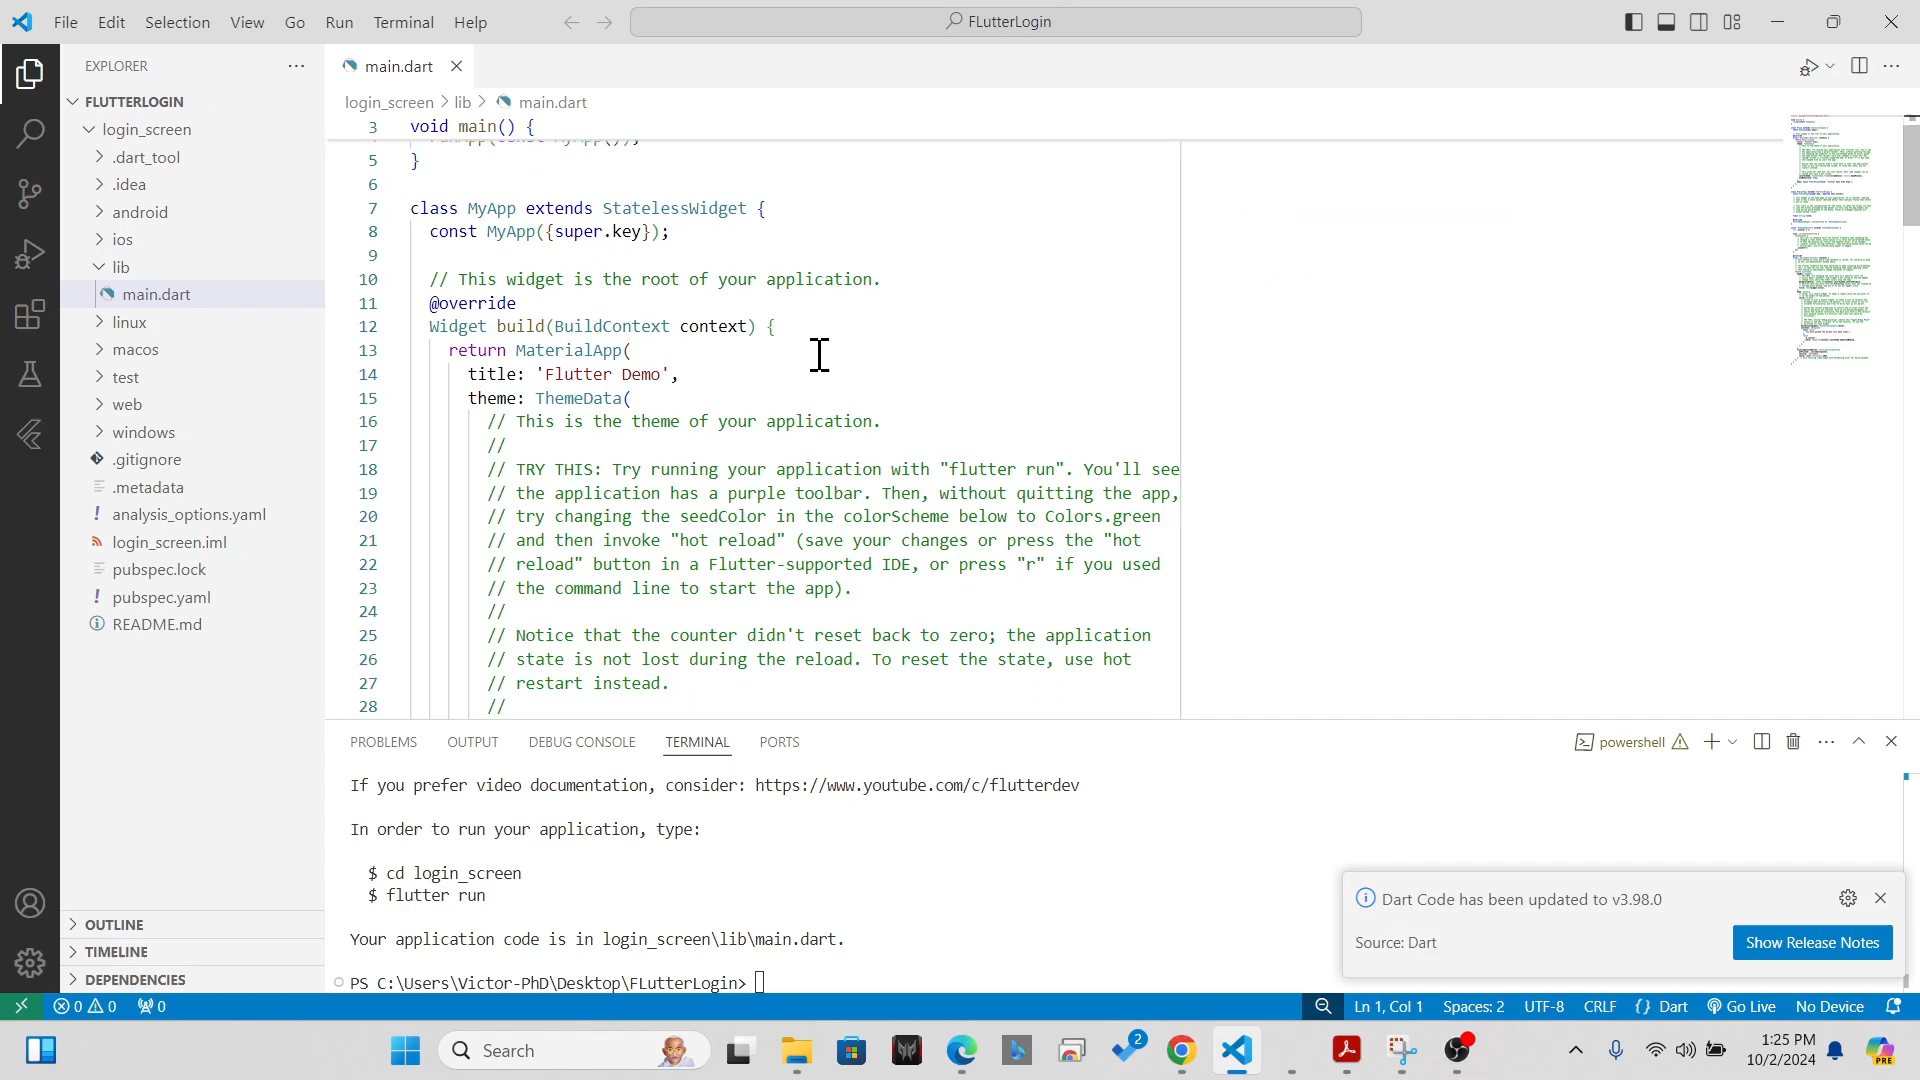 File Edit Selection View Go Run Terminal Help
FLutterLogin
EXPLORER
FLUTTERLOGIN
login_screen
.dart_tool
.idea
android
ios
lib
main.dart
linux
macos
test
web
windows
.gitignore
.metadata
analysis_options.yaml
login_screen.iml
pubspec.lock
pubspec.yaml
README.md
OUTLINE
TIMELINE
DEPENDENCIES
main.dart
login_screen > lib > main.dart
3 void main() {
5 }
6
7 class MyApp extends StatelessWidget {
8 const MyApp({super.key});
9
10 // This widget is the root of your application.
11 @override
12 Widget build(BuildContext context) {
13 return MaterialApp(
14 title: 'Flutter Demo',
15 theme: ThemeData(
16 // This is the theme of your application.
17 //
18 // TRY THIS: Try running your application with "flutter run". You'll see
19 // the application has a purple toolbar. Then, without quitting the app,
20 // try changing the seedColor in the colorScheme below to Colors.green
21 // and then invoke "hot reload" (save your changes or press the "hot
22 // reload" button in a Flutter-supported IDE, or press "r" if you used
23 // the command line to start the app).
24 //
25 // Notice that the counter didn't reset back to zero; the application
26 // state is not lost during the reload. To reset the state, use hot
27 // restart instead.
28 //
PROBLEMS OUTPUT DEBUG CONSOLE TERMINAL PORTS
powershell
If you prefer video documentation, consider: https://www.youtube.com/c/flutterdev
In order to run your application, type:
$ cd login_screen
$ flutter run
Your application code is in login_screen\lib\main.dart.
PS C:\Users\Victor-PhD\Desktop\FLutterLogin>
Dart Code has been updated to v3.98.0
Source: Dart
Show Release Notes
0 0 0
Ln 1, Col 1 Spaces: 2 UTF-8 CRLF {} Dart Go Live No Device
Search
2
1:25 PM
10/2/2024
PRE